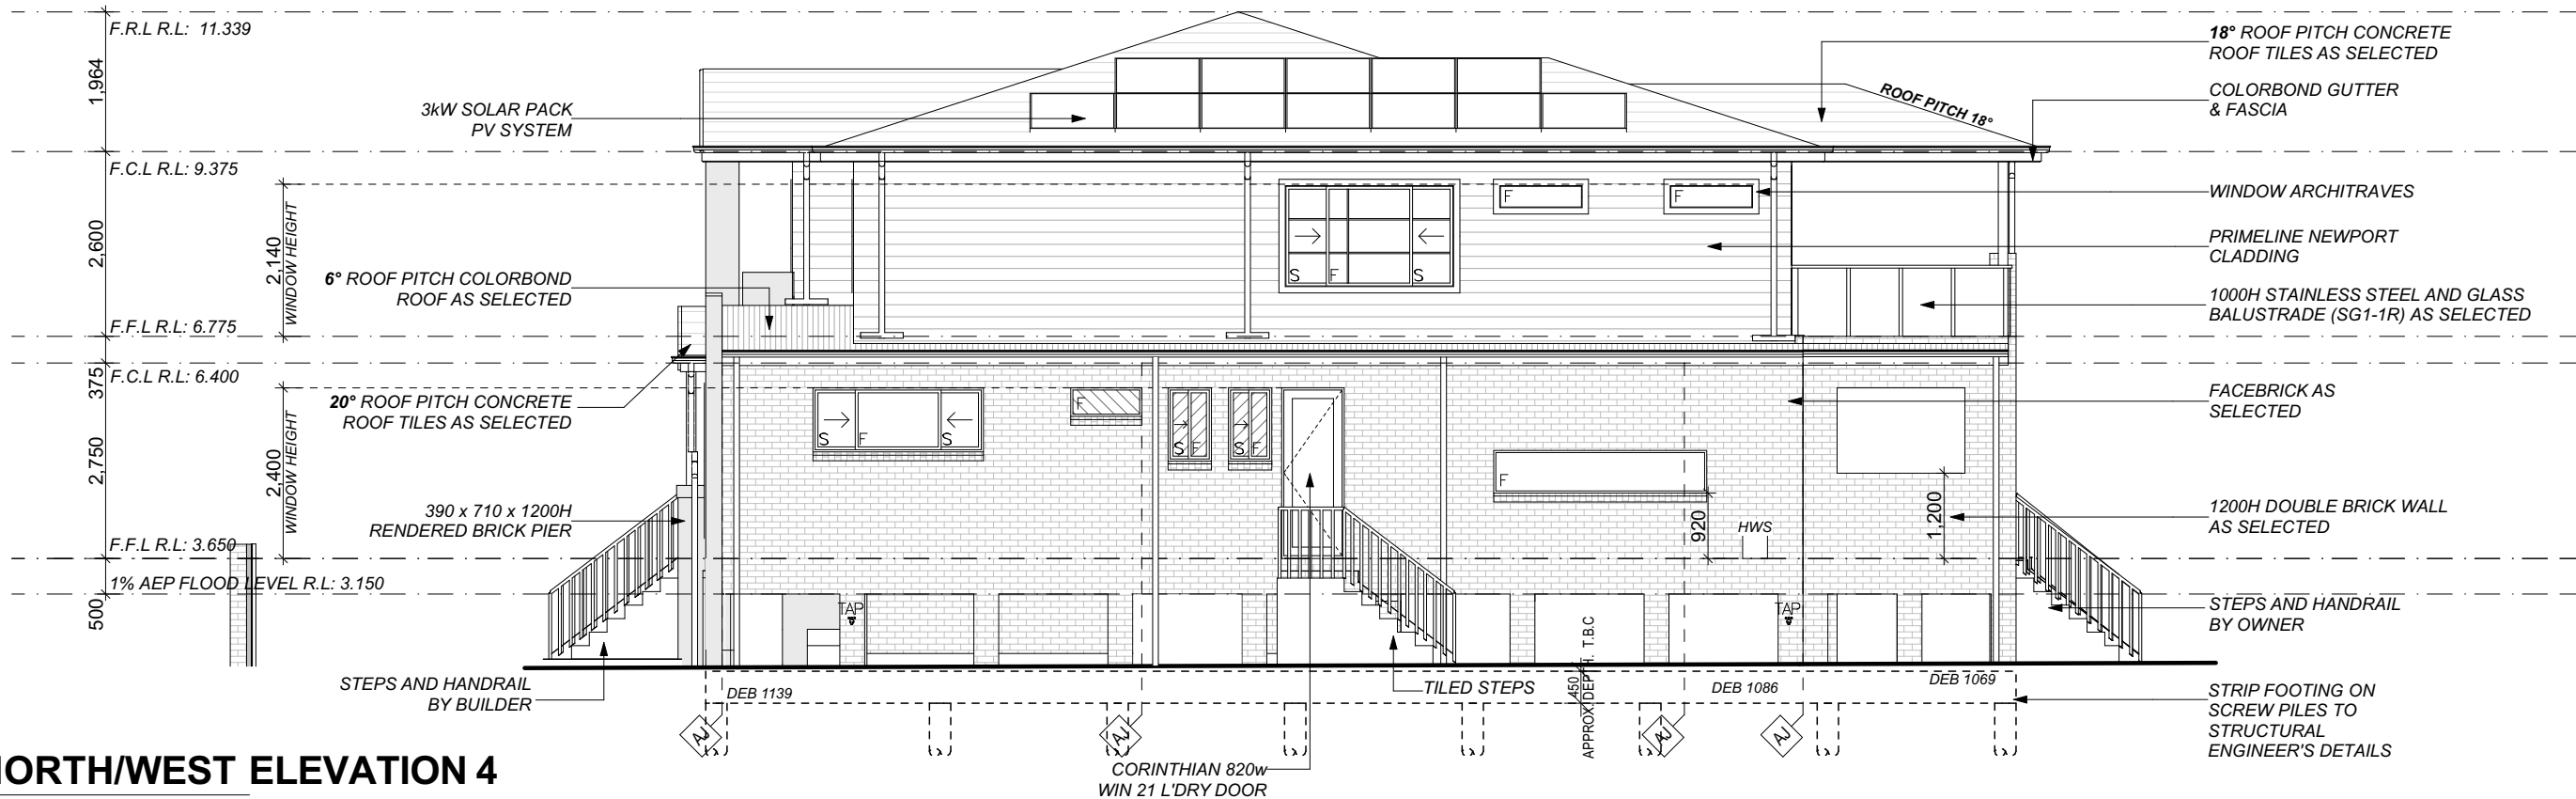 F.R.L R.L: 11.339
1,964
3kW SOLAR PACK
PV SYSTEM
ROOF PITCH 18°
18° ROOF PITCH CONCRETE
ROOF TILES AS SELECTED
COLORBOND GUTTER
& FASCIA
F.C.L R.L: 9.375
2,600
2,140
WINDOW HEIGHT
6° ROOF PITCH COLORBOND
ROOF AS SELECTED
S
F
S
F
F
WINDOW ARCHITRAVES
PRIMELINE NEWPORT
CLADDING
1000H STAINLESS STEEL AND GLASS
BALUSTRADE (SG1-1R) AS SELECTED
F.F.L R.L: 6.775
375
F.C.L R.L: 6.400
20° ROOF PITCH CONCRETE
ROOF TILES AS SELECTED
2,750
2,400
WINDOW HEIGHT
S
F
S
F
S
F
S
F
F
FACEBRICK AS
SELECTED
390 x 710 x 1200H
RENDERED BRICK PIER
920
HWS
1,200
1200H DOUBLE BRICK WALL
AS SELECTED
F.F.L R.L: 3.650
1% AEP FLOOD LEVEL R.L: 3.150
500
TAP
TAP
STEPS AND HANDRAIL
BY OWNER
STEPS AND HANDRAIL
BY BUILDER
DEB 1139
TILED STEPS
450
APPROX. DEPTH. T.B.C
DEB 1086
DEB 1069
STRIP FOOTING ON
SCREW PILES TO
STRUCTURAL
ENGINEER'S DETAILS
AJ
AJ
AJ
AJ
CORINTHIAN 820w
WIN 21 L'DRY DOOR
NORTH/WEST ELEVATION 4